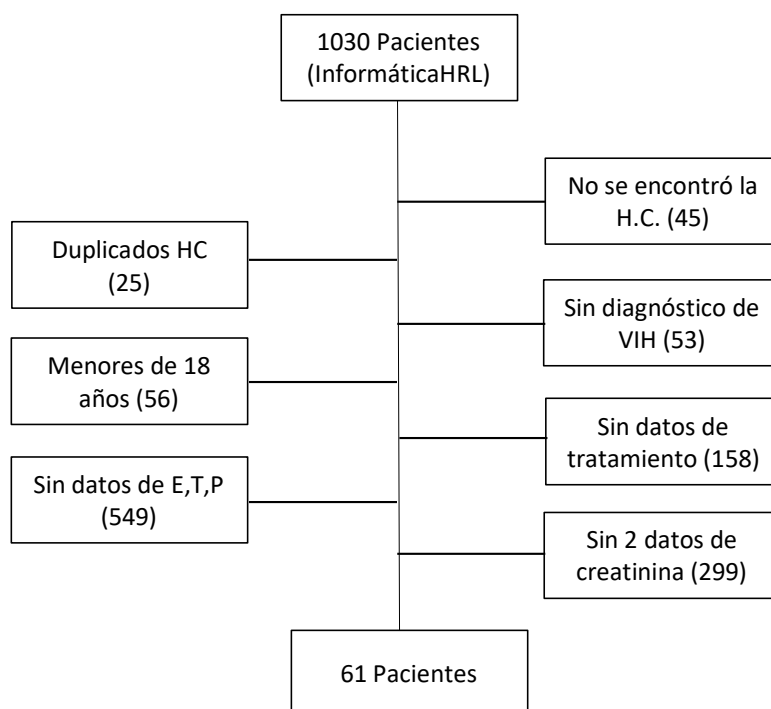 1030 Pacientes
(InformáticaHRL)
No se encontró la
H.C. (45)
Duplicados HC
(25)
Sin diagnóstico de
VIH (53)
Menores de 18
años (56)
Sin datos de
tratamiento (158)
Sin datos de E,T,P
(549)
Sin 2 datos de
creatinina (299)
61 Pacientes